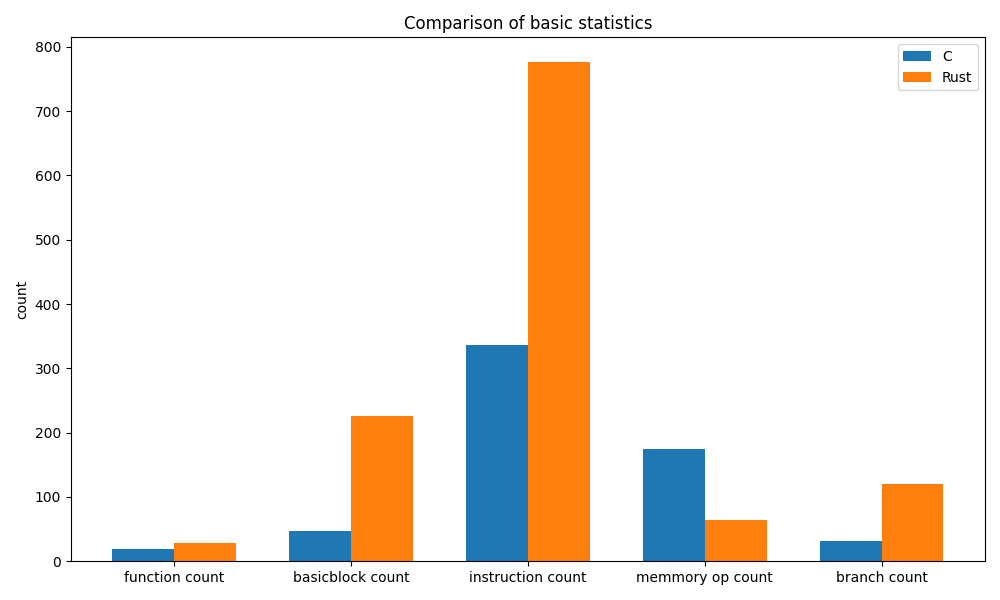 Comparison of basic statistics
C
Rust
count
800
700
600
500
400
300
200
100
0
function count
basicblock count
instruction count
memmory op count
branch count